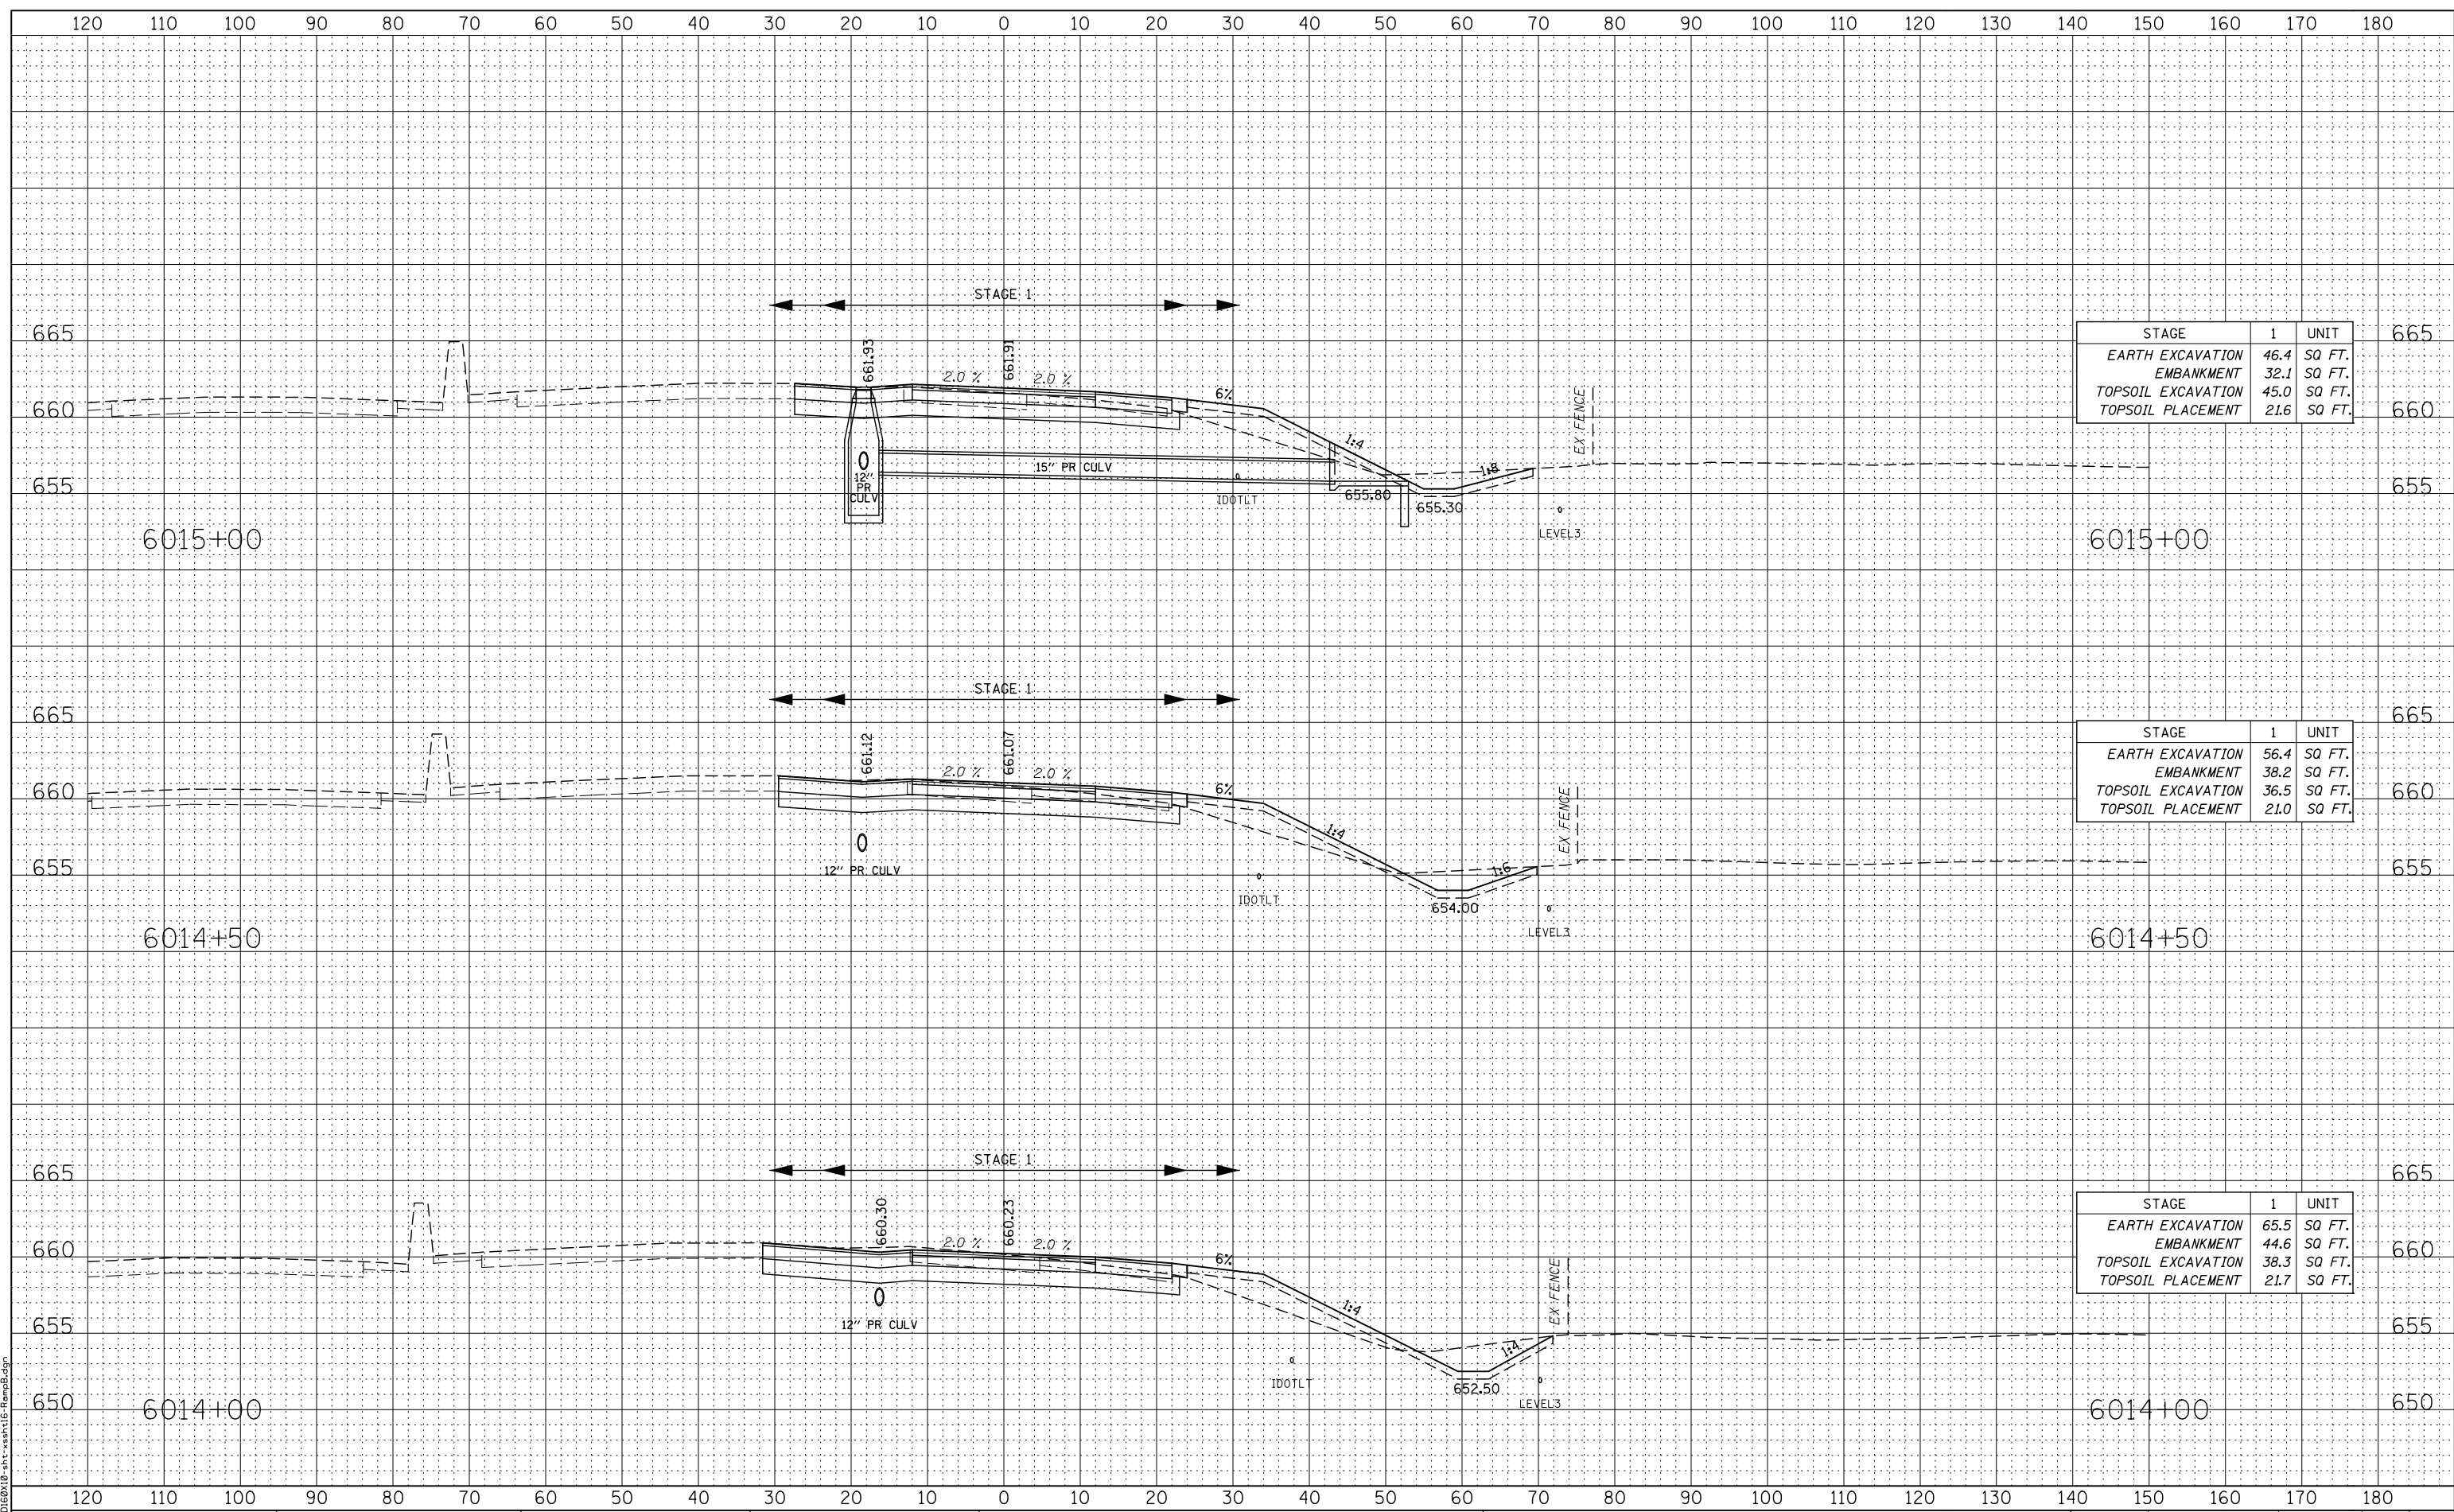 120 110 100 90 80 70 60 50 40 30 20 10 0 10 20 30 40 50 60 70 80 90 100 110 120 130 140 150 160 170 180
STAGE 1
665
661.93
661.91
665
STAGE 1 UNIT
EARTH EXCAVATION 46.4 SQ FT.
EMBANKMENT 32.1 SQ FT.
TOPSOIL EXCAVATION 45.0 SQ FT.
TOPSOIL PLACEMENT 21.6 SQ FT.
2.0 %
2.0 %
6%
660
660
EX FENCE
1:4
1:8
12"
PR
CULV
15" PR CULV
IDOTLT
655
655.80
655.30
655
LEVEL3
6015+00
6015+00
STAGE 1
665
661.12
661.07
665
STAGE 1 UNIT
EARTH EXCAVATION 56.4 SQ FT.
EMBANKMENT 38.2 SQ FT.
TOPSOIL EXCAVATION 36.5 SQ FT.
TOPSOIL PLACEMENT 21.0 SQ FT.
2.0 %
2.0 %
6%
660
660
EX FENCE
1:4
1:6
655
12" PR CULV
655
IDOTLT
654.00
LEVEL3
6014+50
6014+50
STAGE 1
665
660.30
660.23
665
STAGE 1 UNIT
EARTH EXCAVATION 65.5 SQ FT.
EMBANKMENT 44.6 SQ FT.
TOPSOIL EXCAVATION 38.3 SQ FT.
TOPSOIL PLACEMENT 21.7 SQ FT.
2.0 %
2.0 %
6%
660
660
EX FENCE
1:4
1:4
655
12" PR CULV
655
IDOTLT
652.50
LEVEL3
650
6014+00
6014+00
650
D160X10-sht-xssht16-RampB.dgn
120 110 100 90 80 70 60 50 40 30 20 10 0 10 20 30 40 50 60 70 80 90 100 110 120 130 140 150 160 170 180